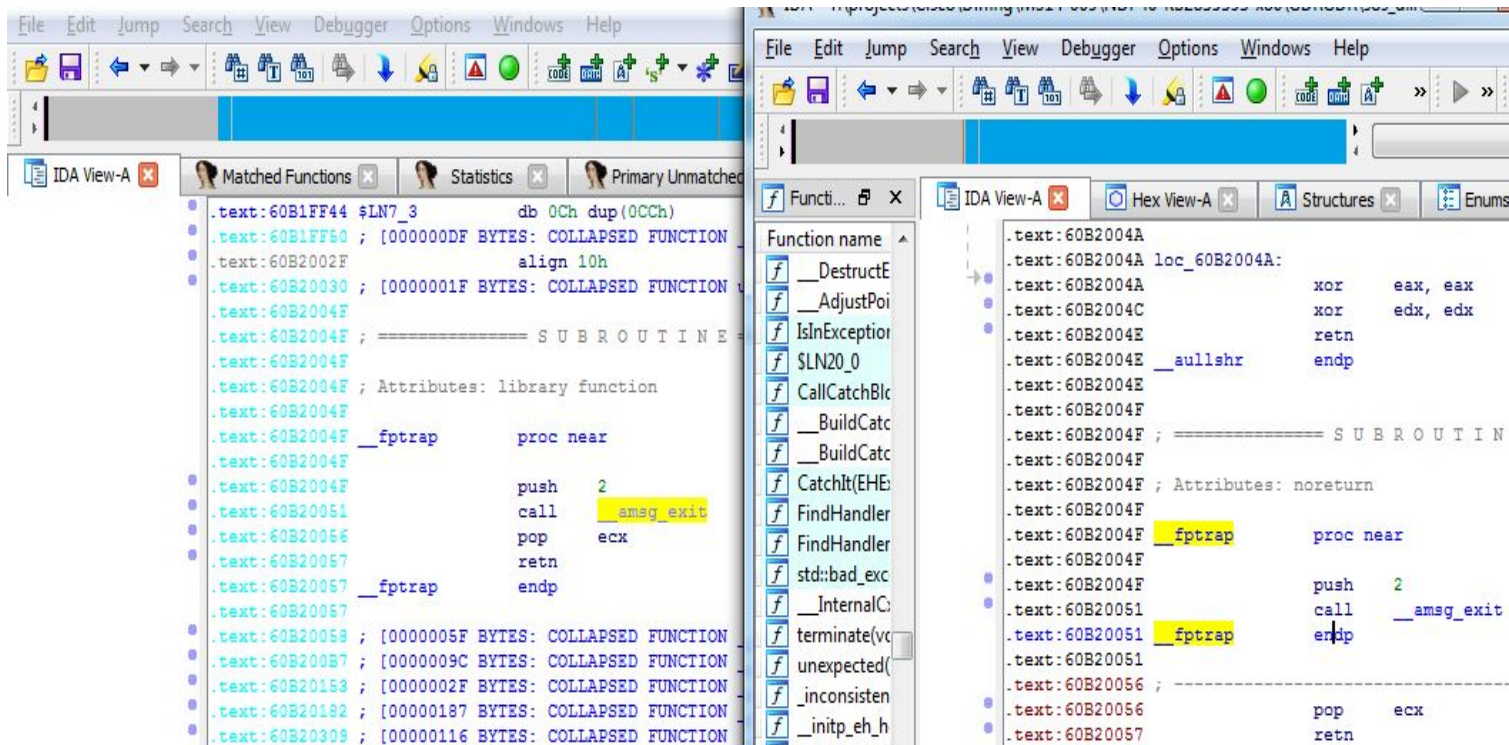 File Edit Jump Search View Debugger Options Windows Help
IDA View-A
Matched Functions
Statistics
Primary Unmatched
.text:60B1FF44 $LN7_3 db 0Ch dup(0CCh)
.text:60B1FF50 ; [000000DF BYTES: COLLAPSED FUNCTION _
.text:60B2002F align 10h
.text:60B20030 ; [0000001F BYTES: COLLAPSED FUNCTION
.text:60B2004F
.text:60B2004F ; =============== S U B R O U T I N E =
.text:60B2004F
.text:60B2004F ; Attributes: library function
.text:60B2004F
.text:60B2004F __fptrap proc near
.text:60B2004F
.text:60B2004F push 2
.text:60B20051 call __amsg_exit
.text:60B20056 pop ecx
.text:60B20057 retn
.text:60B20057 __fptrap endp
.text:60B20057
.text:60B20058 ; [0000005F BYTES: COLLAPSED FUNCTION _
.text:60B200B7 ; [0000009C BYTES: COLLAPSED FUNCTION _
.text:60B20153 ; [0000002F BYTES: COLLAPSED FUNCTION _
.text:60B20182 ; [00000187 BYTES: COLLAPSED FUNCTION _
.text:60B20309 ; [00000116 BYTES: COLLAPSED FUNCTION
File Edit Jump Search View Debugger Options Windows Help
Functi...
IDA View-A
Hex View-A
Structures
Enums
Function name
__DestructE
__AdjustPoi
IsInException
$LN20_0
CallCatchBlo
__BuildCatc
__BuildCatc
CatchIt(EHE
FindHandler
FindHandler
std::bad_exc
__InternalC
terminate(vo
unexpected(
_inconsisten
__initp_eh_h
.text:60B2004A
.text:60B2004A loc_60B2004A:
.text:60B2004A xor eax, eax
.text:60B2004C xor edx, edx
.text:60B2004E retn
.text:60B2004E __aullshr endp
.text:60B2004E
.text:60B2004F
.text:60B2004F ; =============== S U B R O U T I N
.text:60B2004F
.text:60B2004F ; Attributes: noreturn
.text:60B2004F
.text:60B2004F __fptrap proc near
.text:60B2004F
.text:60B2004F push 2
.text:60B20051 call __amsg_exit
.text:60B20051 __fptrap endp
.text:60B20051
.text:60B20056 ; ---------------------------------
.text:60B20056 pop ecx
.text:60B20057 retn